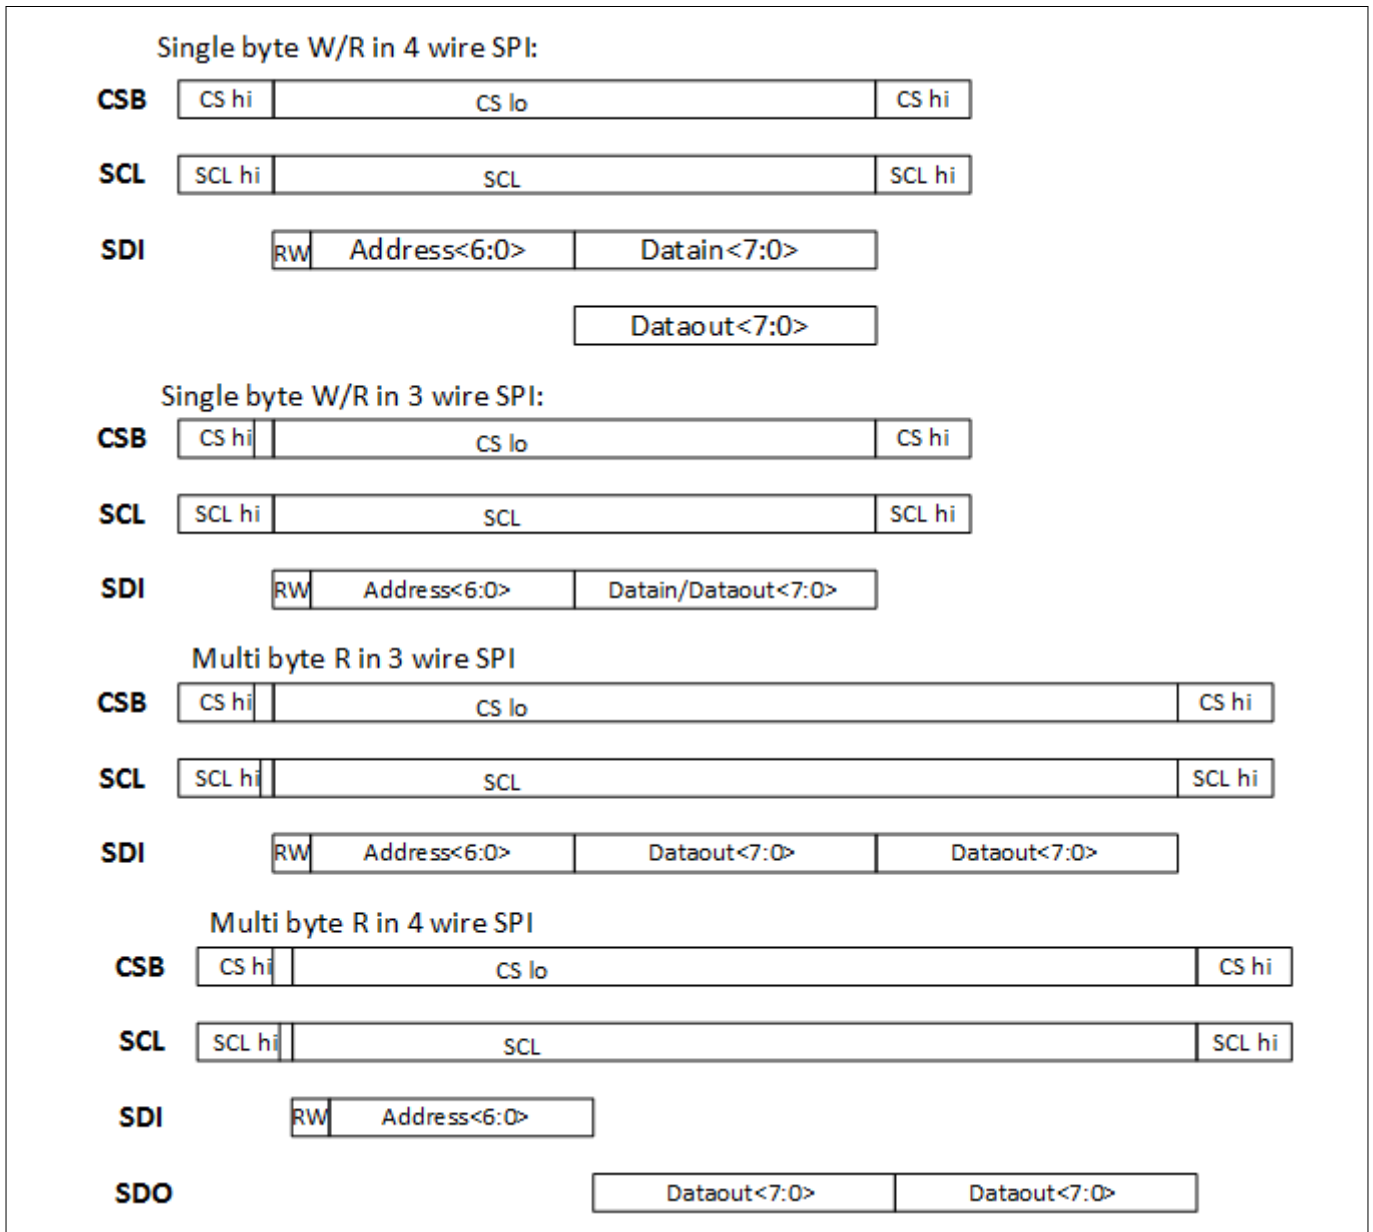 Single byte W/R in 4 wire SPI:
CSB CS hi CS lo CS hi
SCL SCL hi SCL SCL hi
SDI RW Address<6:0> Datain<7:0>
Dataout<7:0>
Single byte W/R in 3 wire SPI:
CSB CS hi CS lo CS hi
SCL SCL hi SCL SCL hi
SDI RW Address<6:0> Datain/Dataout<7:0>
Multi byte R in 3 wire SPI
CSB CS hi CS lo CS hi
SCL SCL hi SCL SCL hi
SDI RW Address<6:0> Dataout<7:0> Dataout<7:0>
Multi byte R in 4 wire SPI
CSB CS hi CS lo CS hi
SCL SCL hi SCL SCL hi
SDI RW Address<6:0>
SDO Dataout<7:0> Dataout<7:0>